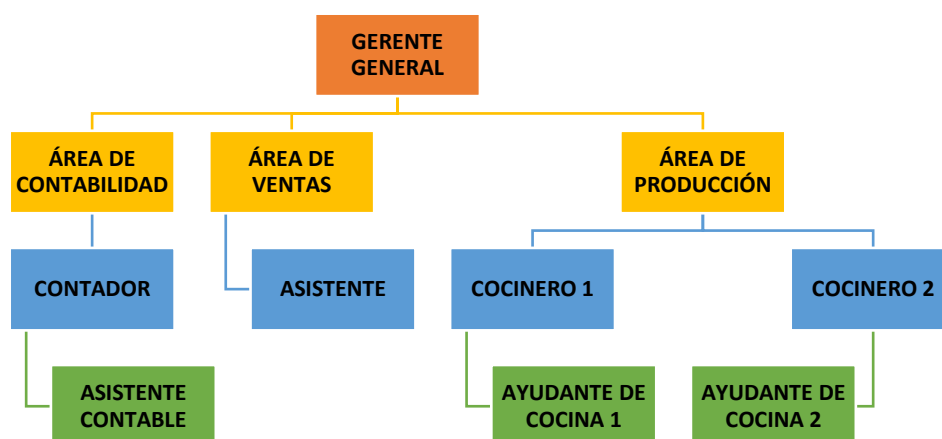 GERENTE
GENERAL
ÁREA DE
CONTABILIDAD
ÁREA DE
VENTAS
ÁREA DE
PRODUCCIÓN
CONTADOR
ASISTENTE
COCINERO 1
COCINERO 2
ASISTENTE
CONTABLE
AYUDANTE DE
COCINA 1
AYUDANTE DE
COCINA 2